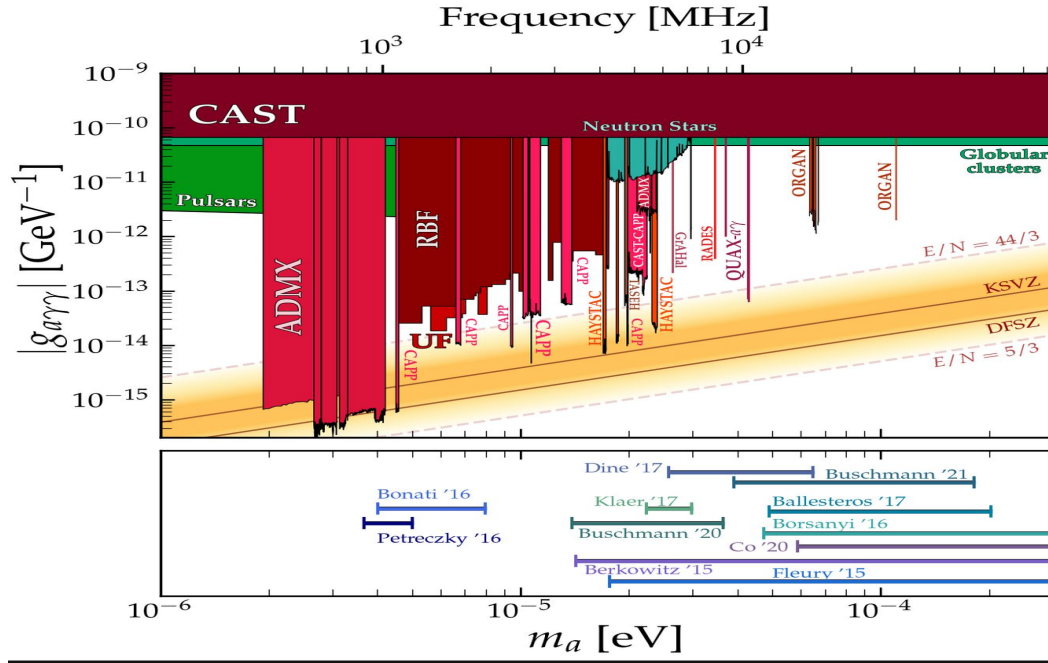 Frequency [MHz]
10³ 10⁴
10⁻⁹
10⁻¹⁰
10⁻¹¹
10⁻¹²
10⁻¹³
10⁻¹⁴
10⁻¹⁵
|g_aγγ| [GeV⁻¹]
CAST
Neutron Stars
Globular
clusters
Pulsars
ADMX
RBF
UF
CAPP
CAPP
CAPP
CAPP
CAPP
HAYSTAC
CAST-CAPP
ADMX
TASEH
CAPP
HAYSTAC
GrAHal
RADES
QUAX-aγ
ORGAN
ORGAN
E/N = 44/3
KSVZ
DFSZ
E/N = 5/3
Dine '17
Buschmann '21
Bonati '16
Klaer '17
Ballesteros '17
Petreczky '16
Buschmann '20
Borsanyi '16
Co '20
Berkowitz '15
Fleury '15
10⁻⁶ 10⁻⁵ 10⁻⁴
m_a [eV]